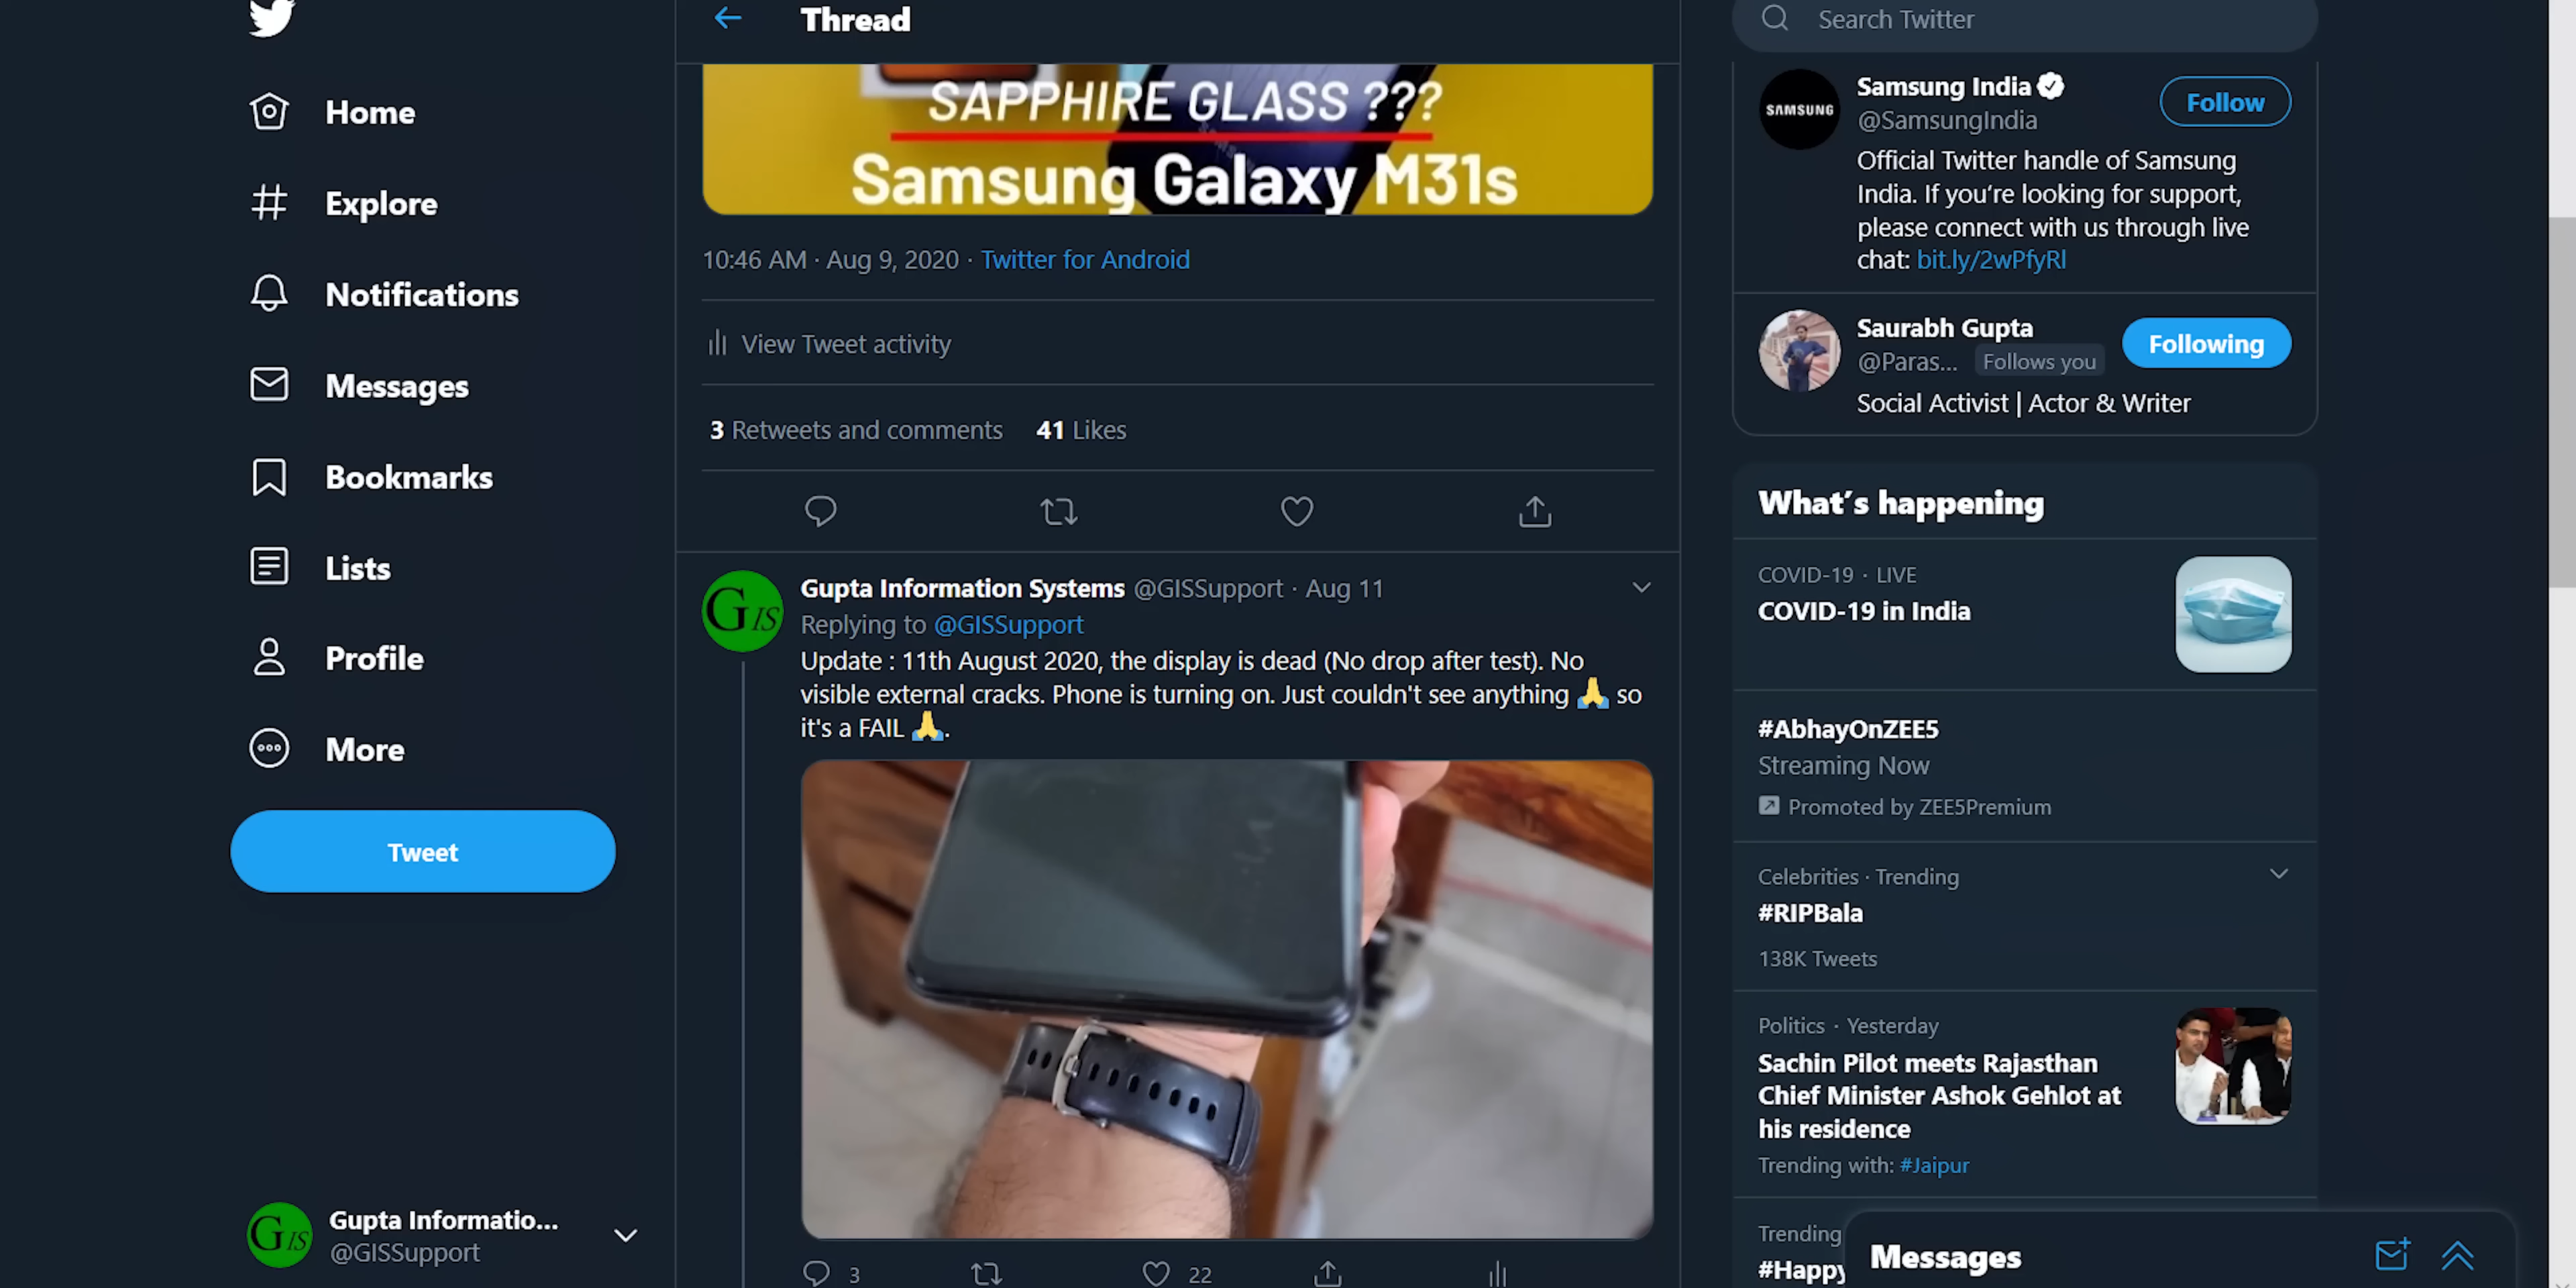 Home
Explore
Notifications
Messages
Bookmarks
Lists
Profile
More
Tweet
Gupta Informatio...
@GISSupport
Thread
SAPPHIRE GLASS ???
Samsung Galaxy M31s
10:46 AM · Aug 9, 2020 · Twitter for Android
View Tweet activity
3 Retweets and comments 41 Likes
GIS
Gupta Information Systems @GISSupport · Aug 11
Replying to @GISSupport
Update : 11th August 2020, the display is dead (No drop after test). No
visible external cracks. Phone is turning on. Just couldn't see anything 🙏 so
it's a FAIL 🙏.
3
22
Search Twitter
SAMSUNG
Samsung India
@SamsungIndia
Follow
Official Twitter handle of Samsung
India. If you're looking for support,
please connect with us through live
chat: bit.ly/2wPfyRl
Saurabh Gupta
@Paras... Follows you
Following
Social Activist | Actor & Writer
What's happening
COVID-19 · LIVE
COVID-19 in India
#AbhayOnZEE5
Streaming Now
Promoted by ZEE5Premium
Celebrities · Trending
#RIPBala
138K Tweets
Politics · Yesterday
Sachin Pilot meets Rajasthan
Chief Minister Ashok Gehlot at
his residence
Trending with: #Jaipur
Trending
#Happy
Messages
GIS